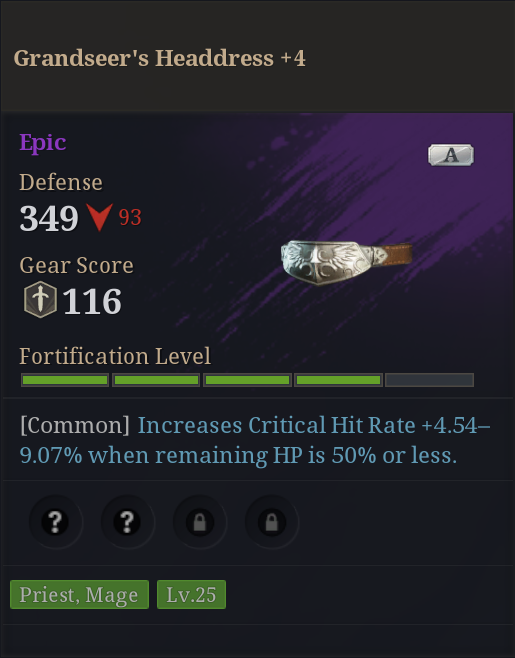 Grandseer's Headdress +4
Epic
A
Defense
349 93
Gear Score
116
Fortification Level
[Common] Increases Critical Hit Rate +4.54–
9.07% when remaining HP is 50% or less.
? ?
Priest, Mage Lv.25